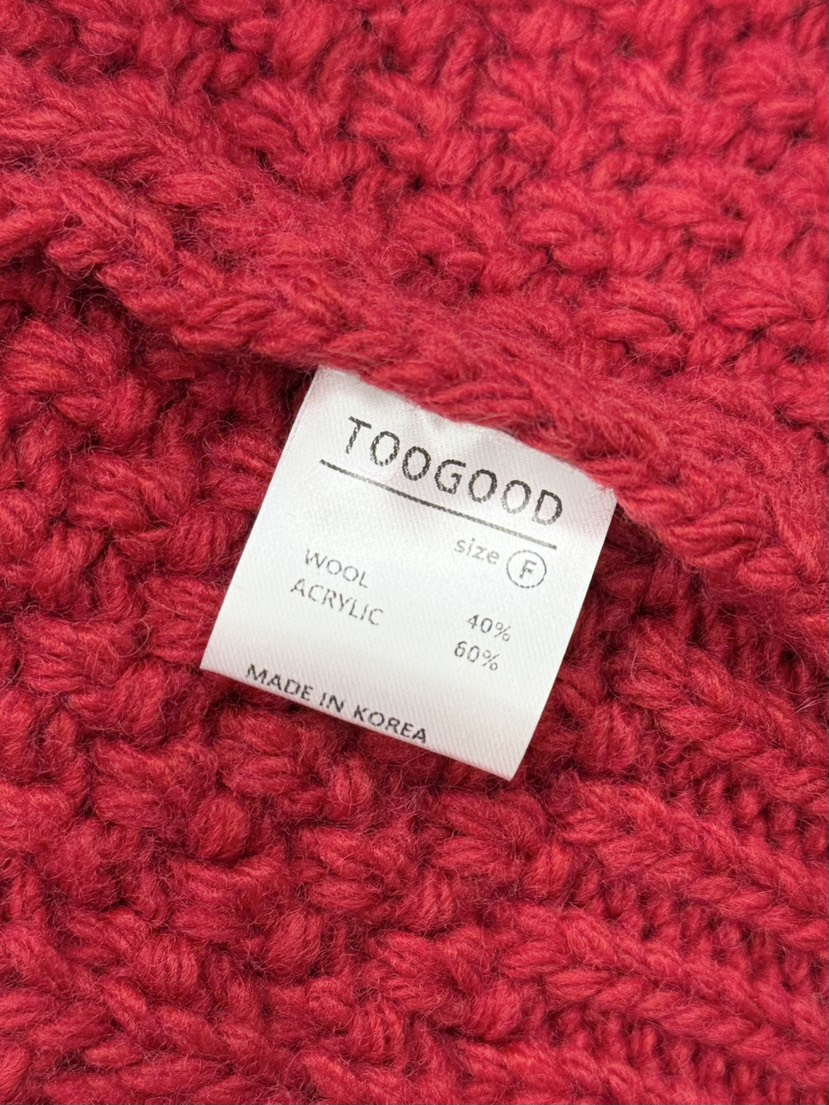 TOOGOOD
size F
WOOL 40%
ACRYLIC 60%
MADE IN KOREA